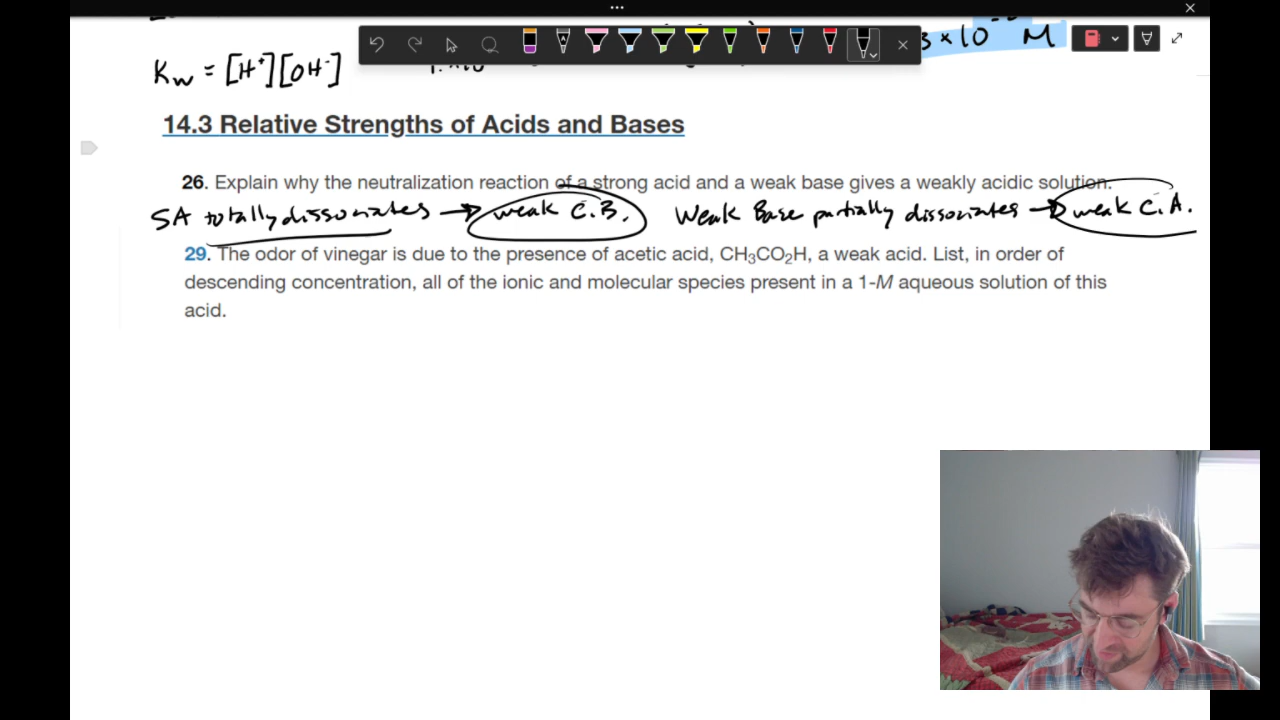 3 × 10 M
Kw = [H⁺][OH⁻]
14.3 Relative Strengths of Acids and Bases
26. Explain why the neutralization reaction of a strong acid and a weak base gives a weakly acidic solution.
SA totally dissociates → weak C.B. Weak Base partially dissociates → weak C.A.
29. The odor of vinegar is due to the presence of acetic acid, CH₃CO₂H, a weak acid. List, in order of
descending concentration, all of the ionic and molecular species present in a 1-M aqueous solution of this
acid.